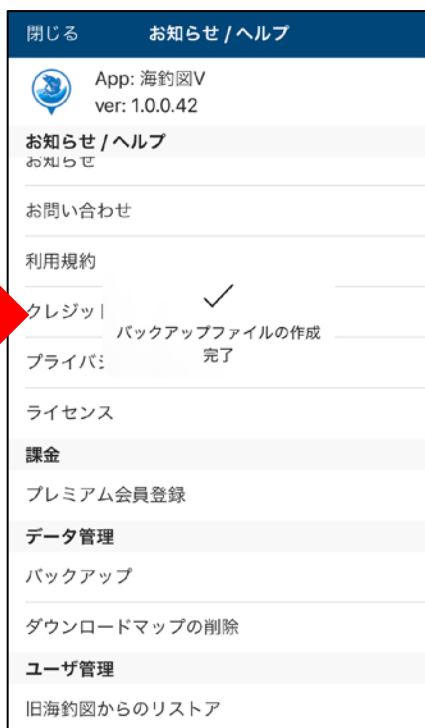 閉じる お知らせ / ヘルプ
App: 海釣図V
ver: 1.0.0.42
お知らせ / ヘルプ
お知らせ
お問い合わせ
利用規約
クレジット
バックアップファイルの作成
完了
プライバシ
ライセンス
課金
プレミアム会員登録
データ管理
バックアップ
ダウンロードマップの削除
ユーザ管理
旧海釣図からのリストア